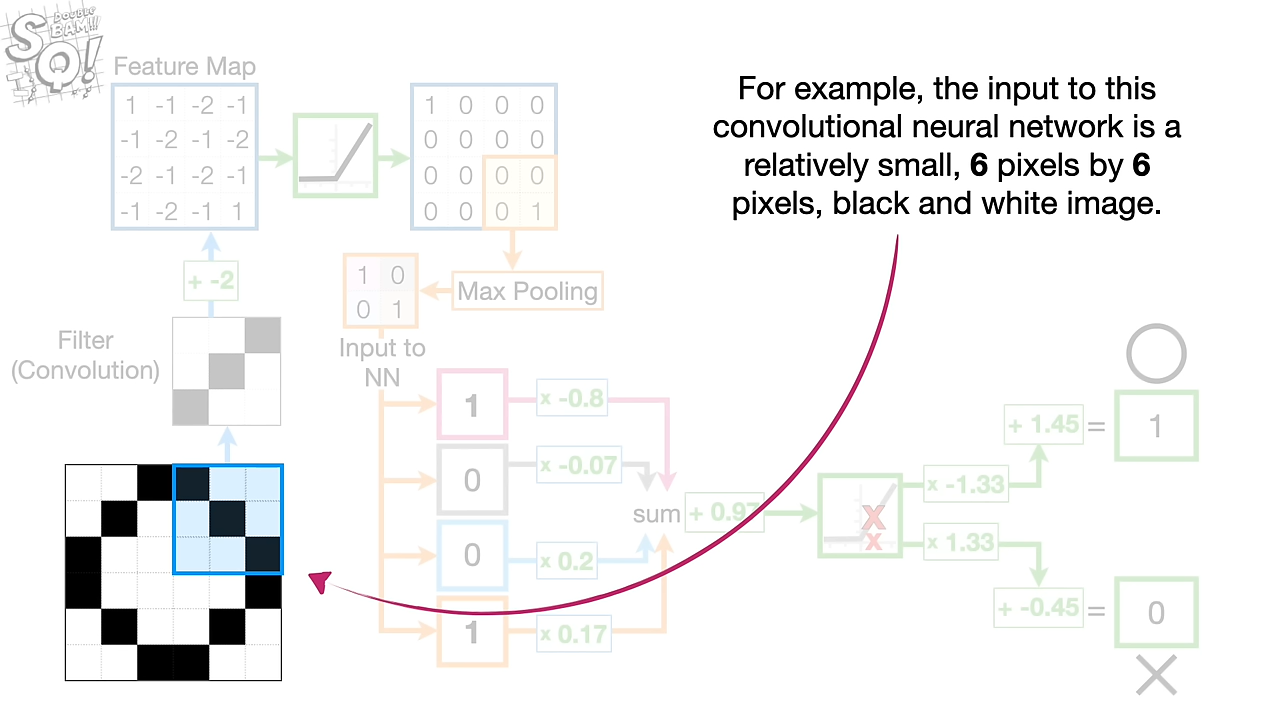 DOUBLE
BAM!!!
SQ!
Feature Map
1 -1 -2 -1
-1 -2 -1 -2
-2 -1 -2 -1
-1 -2 -1 1
1 0 0 0
0 0 0 0
0 0 0 0
0 0 0 1
For example, the input to this
convolutional neural network is a
relatively small, 6 pixels by 6
pixels, black and white image.
+ -2
1 0
0 1
Max Pooling
Filter
(Convolution)
Input to
NN
1
0
0
1
x -0.8
x -0.07
x 0.2
x 0.17
sum
+ 0.97
X
x
x -1.33
x 1.33
+ 1.45 =
1
+ -0.45 =
0